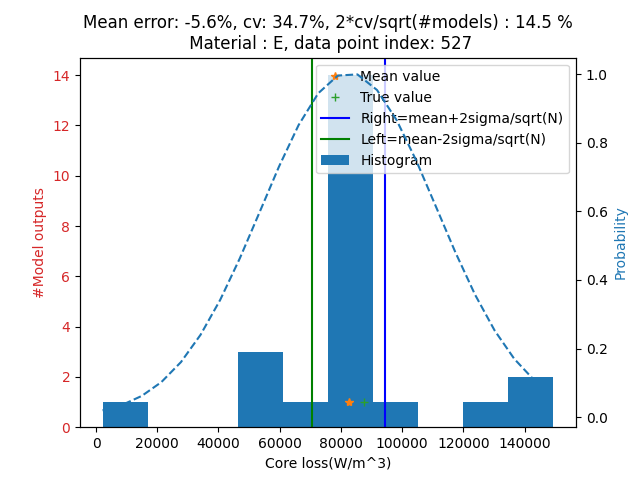 Mean error: -5.6%, cv: 34.7%, 2*cv/sqrt(#models) : 14.5 %
Material : E, data point index: 527
Mean value
True value
Right=mean+2sigma/sqrt(N)
Left=mean-2sigma/sqrt(N)
Histogram
#Model outputs
14
12
10
8
6
4
2
0
1.0
0.8
0.6
0.4
0.2
0.0
Probability
0 20000 40000 60000 80000 100000 120000 140000
Core loss(W/m^3)